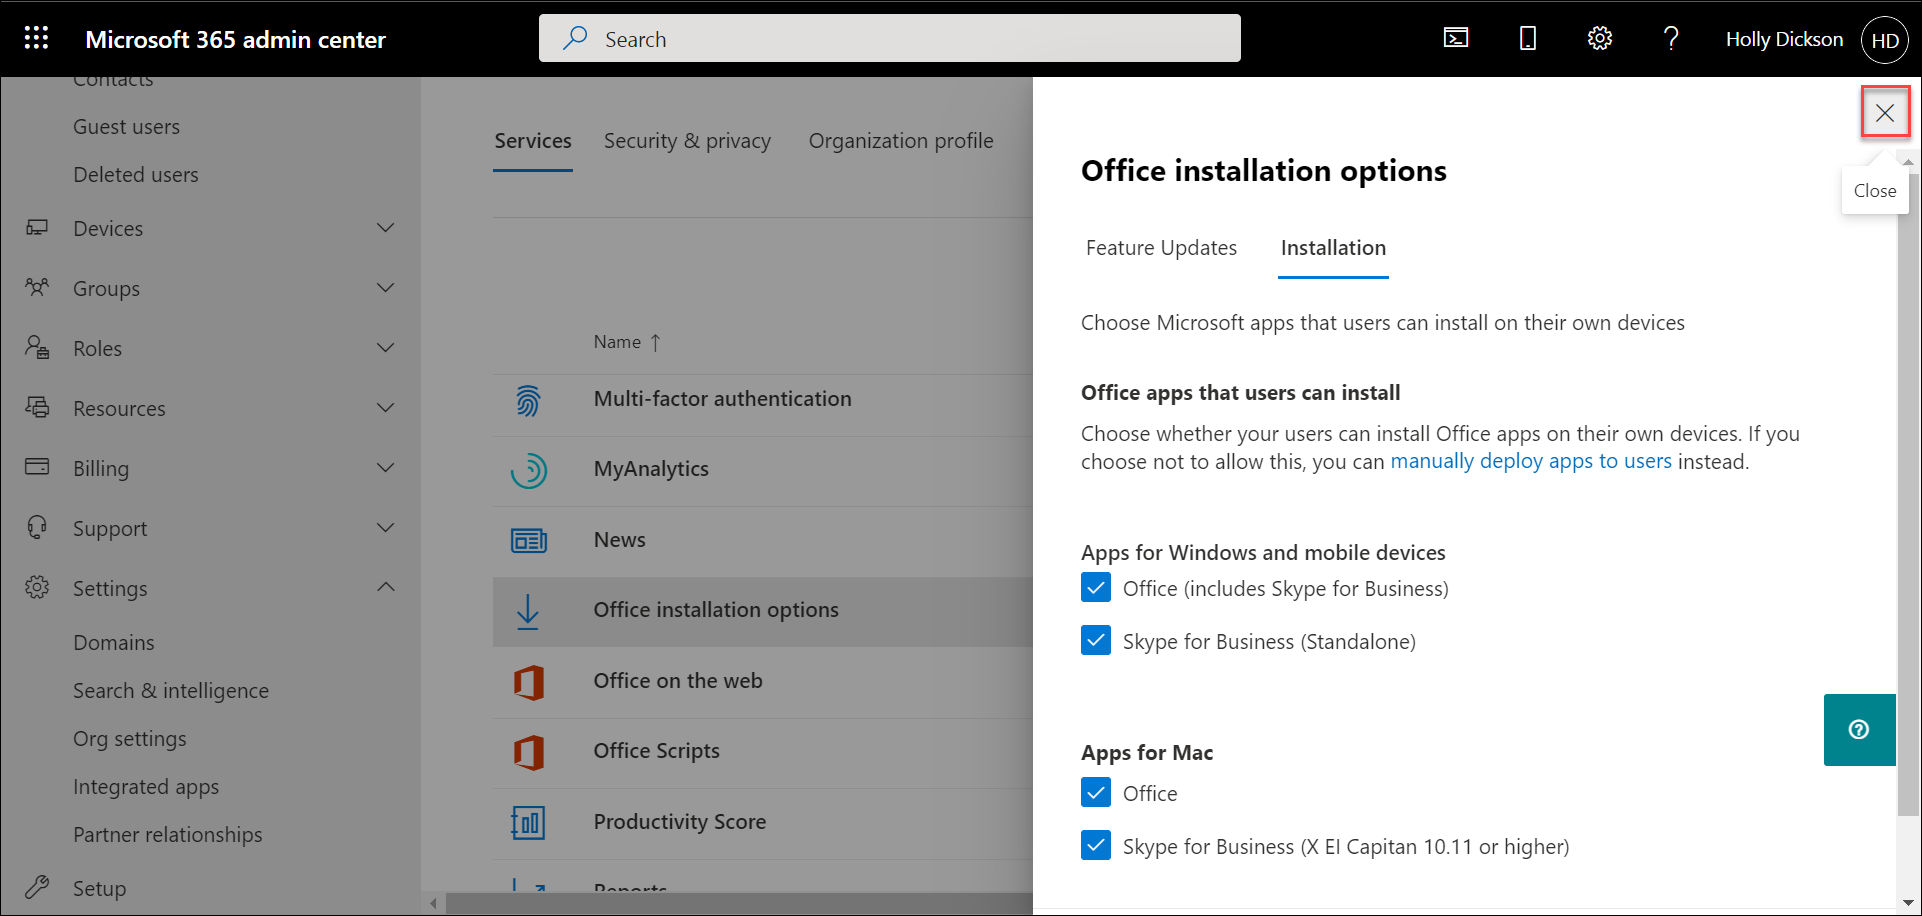 Microsoft 365 admin center
Search
Holly Dickson
HD
Contacts
Guest users
Deleted users
Devices
Groups
Roles
Resources
Billing
Support
Settings
Domains
Search & intelligence
Org settings
Integrated apps
Partner relationships
Setup
Services
Security & privacy
Organization profile
Name ↑
Multi-factor authentication
MyAnalytics
News
Office installation options
Office on the web
Office Scripts
Productivity Score
Reports
Close
Office installation options
Feature Updates
Installation
Choose Microsoft apps that users can install on their own devices
Office apps that users can install
Choose whether your users can install Office apps on their own devices. If you
choose not to allow this, you can manually deploy apps to users instead.
Apps for Windows and mobile devices
Office (includes Skype for Business)
Skype for Business (Standalone)
Apps for Mac
Office
Skype for Business (X EI Capitan 10.11 or higher)